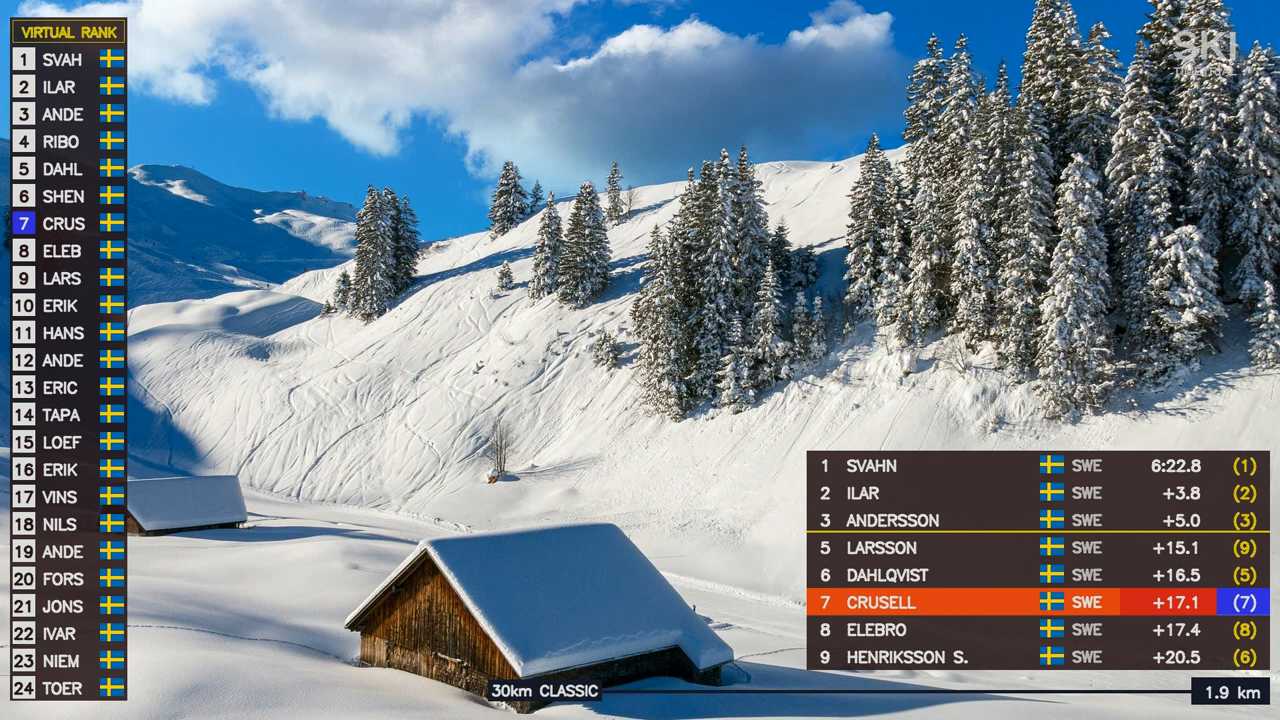 VIRTUAL RANK
1 SVAH
2 ILAR
3 ANDE
4 RIBO
5 DAHL
6 SHEN
7 CRUS
8 ELEB
9 LARS
10 ERIK
11 HANS
12 ANDE
13 ERIC
14 TAPA
15 LOEF
16 ERIK
17 VINS
18 NILS
19 ANDE
20 FORS
21 JONS
22 IVAR
23 NIEM
24 TOER
SKI
1 SVAHN SWE 6:22.8 (1)
2 ILAR SWE +3.8 (2)
3 ANDERSSON SWE +5.0 (3)
5 LARSSON SWE +15.1 (9)
6 DAHLQVIST SWE +16.5 (5)
7 CRUSELL SWE +17.1 (7)
8 ELEBRO SWE +17.4 (8)
9 HENRIKSSON S. SWE +20.5 (6)
30km CLASSIC
1.9 km